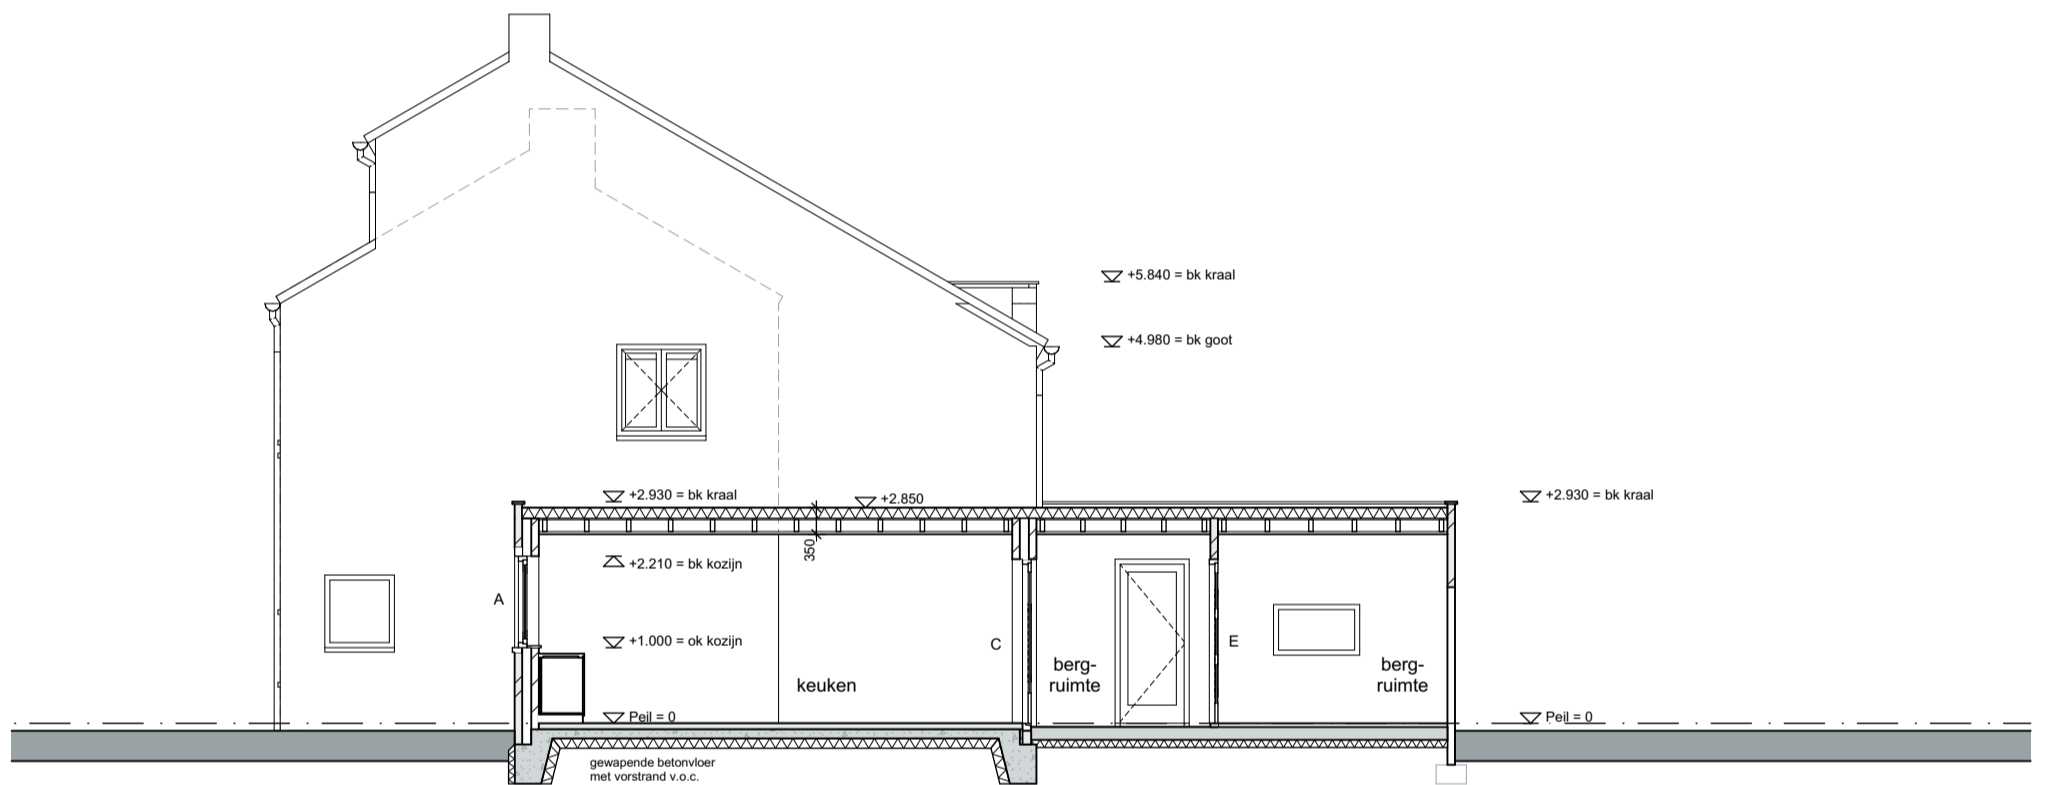 +5.840 = bk kraal
+4.980 = bk goot
+2.930 = bk kraal
+2.850
+2.930 = bk kraal
350
+2.210 = bk kozijn
A
+1.000 = ok kozijn
C
E
keuken
berg-
ruimte
berg-
ruimte
Peil = 0
Peil = 0
gewapende betonvloer
met vorstrand v.o.c.